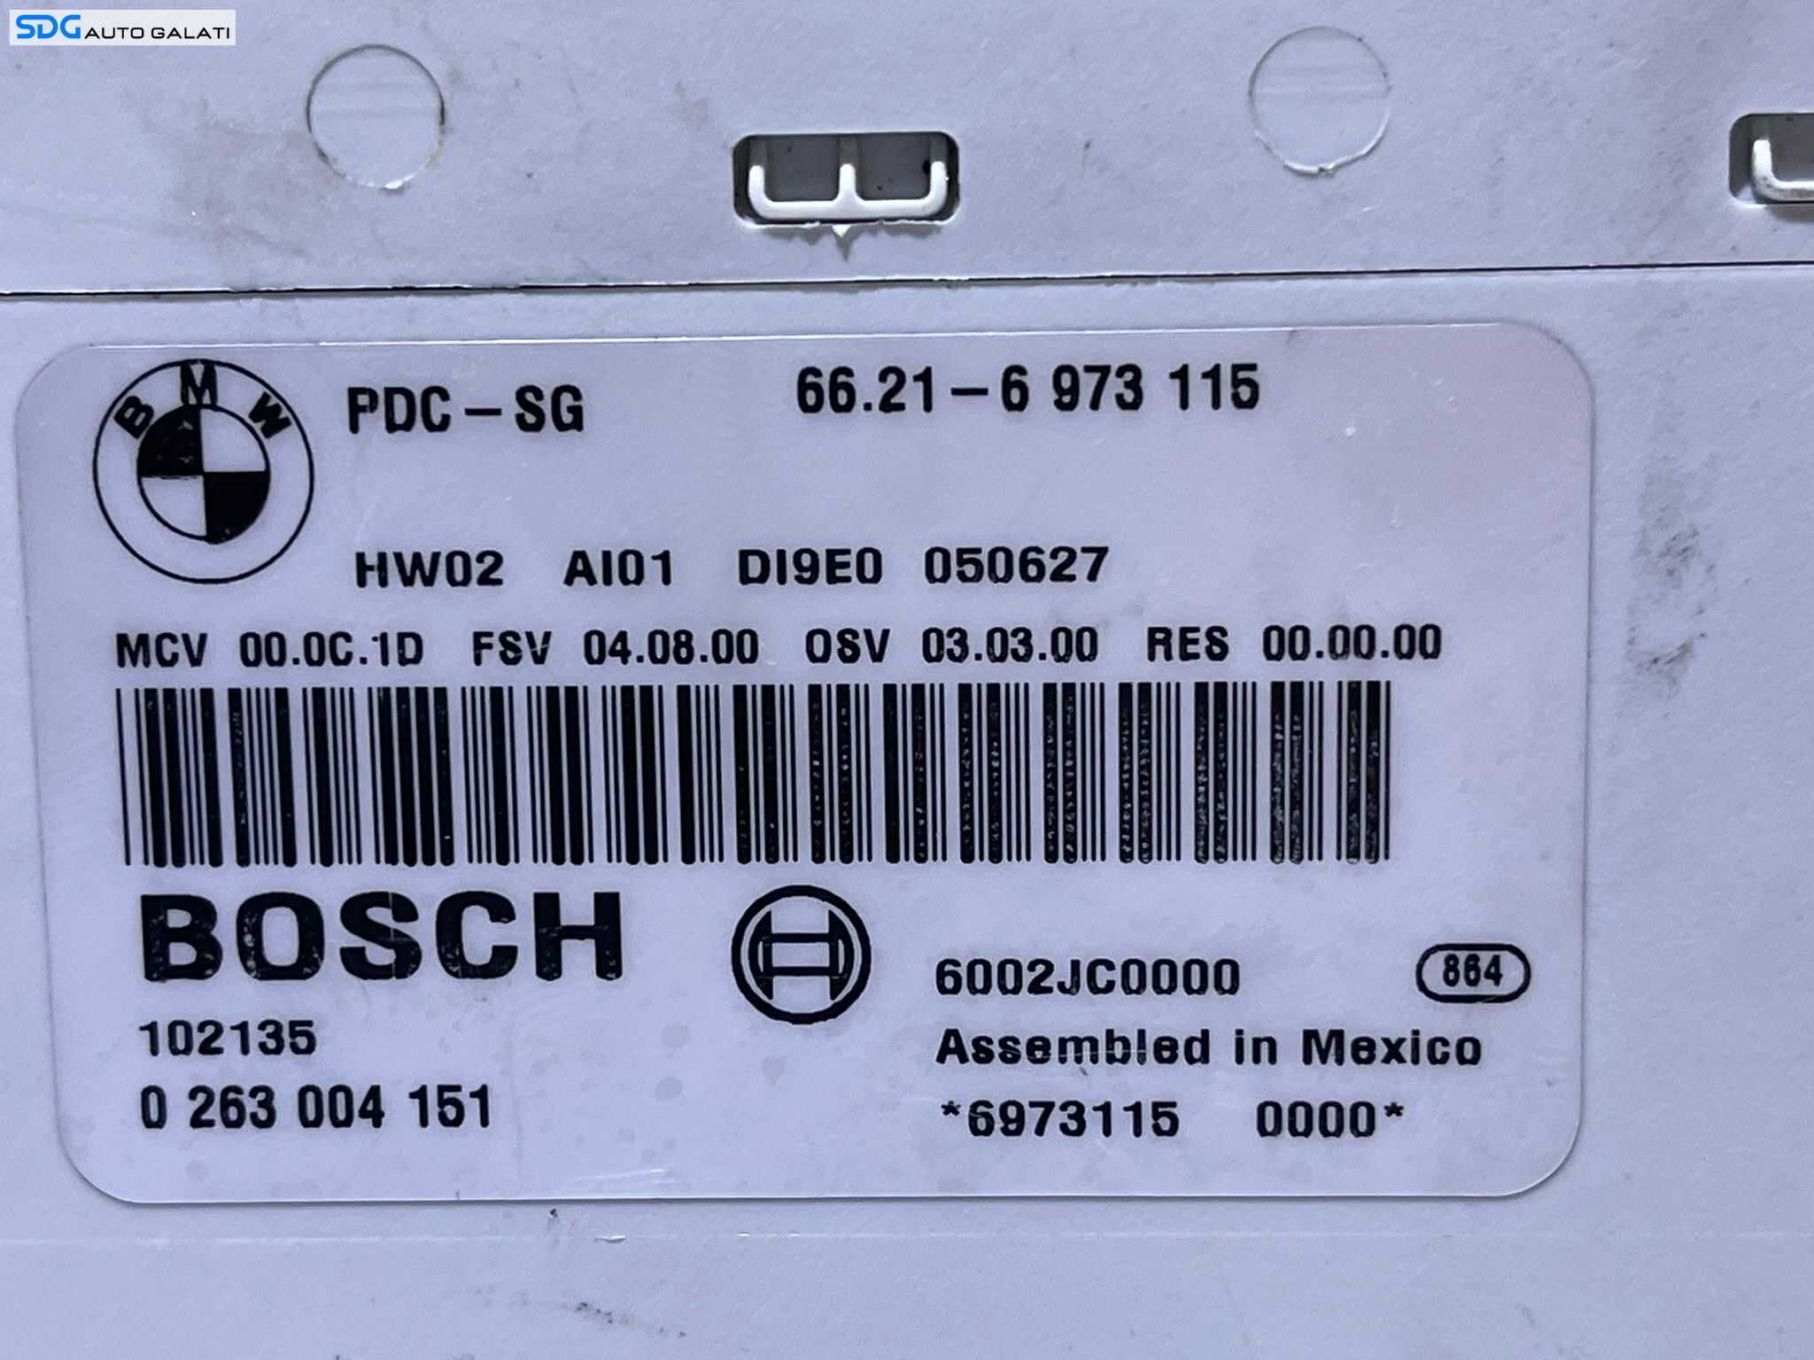 SDG AUTO GALATI
BMW
PDC-SG 66.21-6 973 115
HW02 AI01 DI9E0 050627
MCV 00.0C.1D FSV 04.08.00 OSV 03.03.00 RES 00.00.00
BOSCH
6002JC0000 864
102135 Assembled in Mexico
0 263 004 151 *6973115 0000*